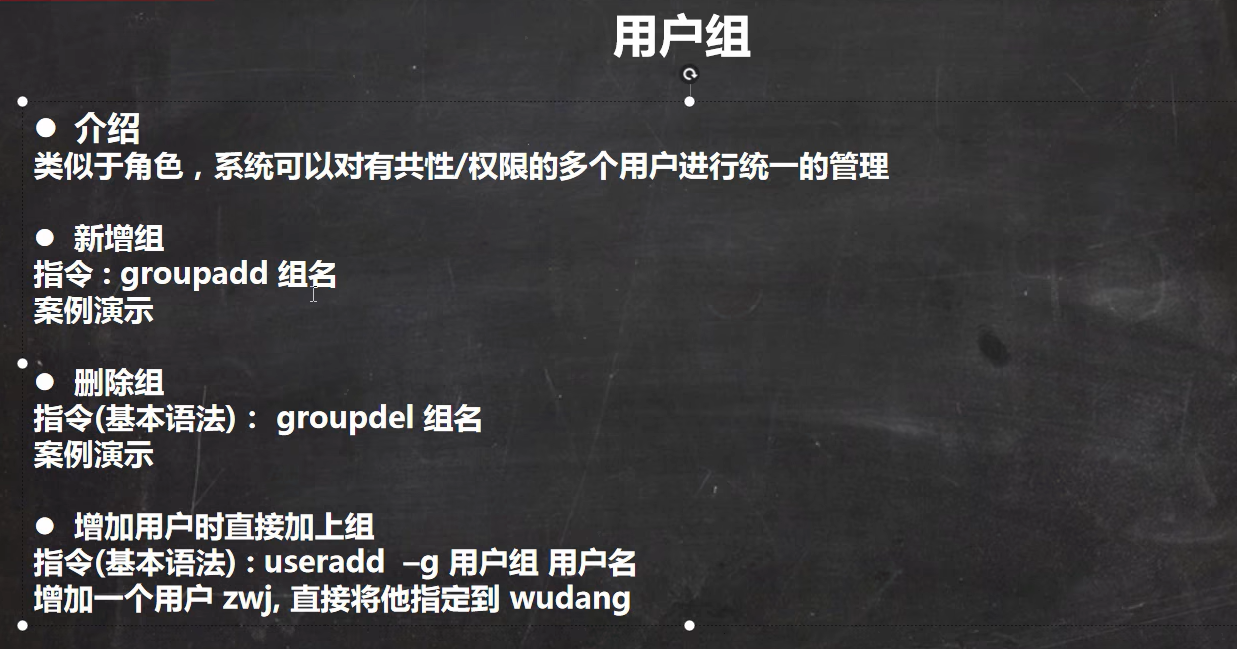 用户组
● 介绍
类似于角色，系统可以对有共性/权限的多个用户进行统一的管理
● 新增组
指令：groupadd 组名
案例演示
● 删除组
指令(基本语法)： groupdel 组名
案例演示
● 增加用户时直接加上组
指令(基本语法)：useradd –g 用户组 用户名
增加一个用户 zwj, 直接将他指定到 wudang